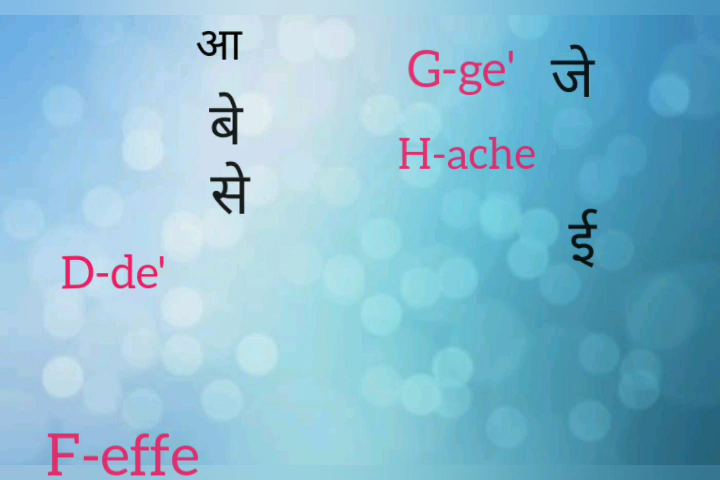 आ
बे
से
D-de'
F-effe
G-ge' जे
H-ache
ई